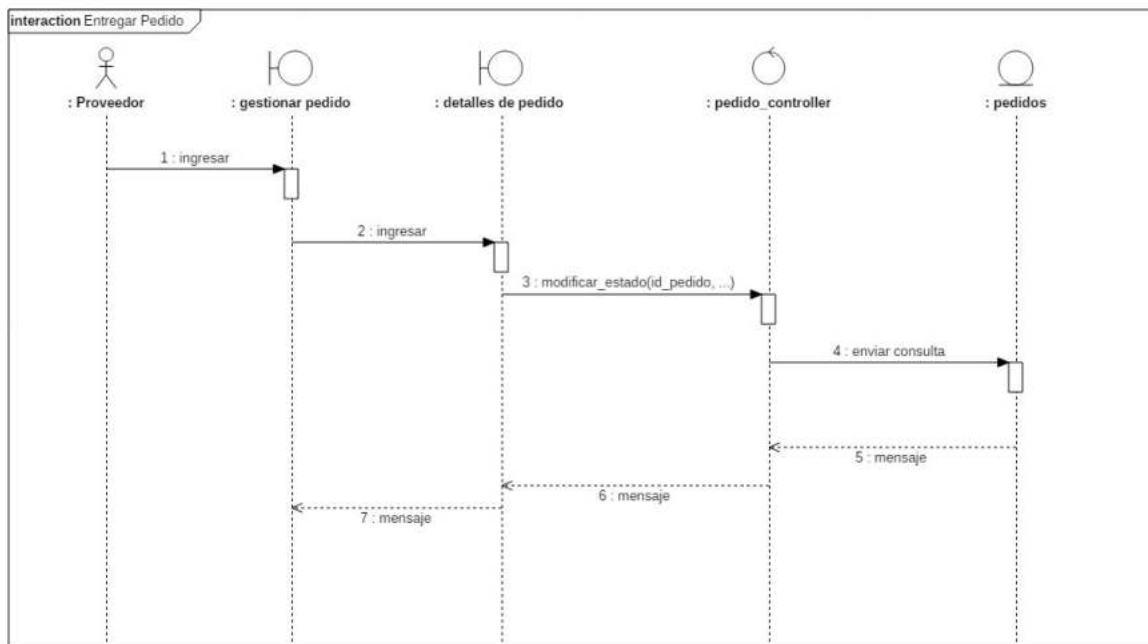 interaction Entregar Pedido
: Proveedor
: gestionar pedido
: detalles de pedido
: pedido_controller
: pedidos
1 : ingresar
2 : ingresar
3 : modificar_estado(id_pedido, ...)
4 : enviar consulta
5 : mensaje
6 : mensaje
7 : mensaje